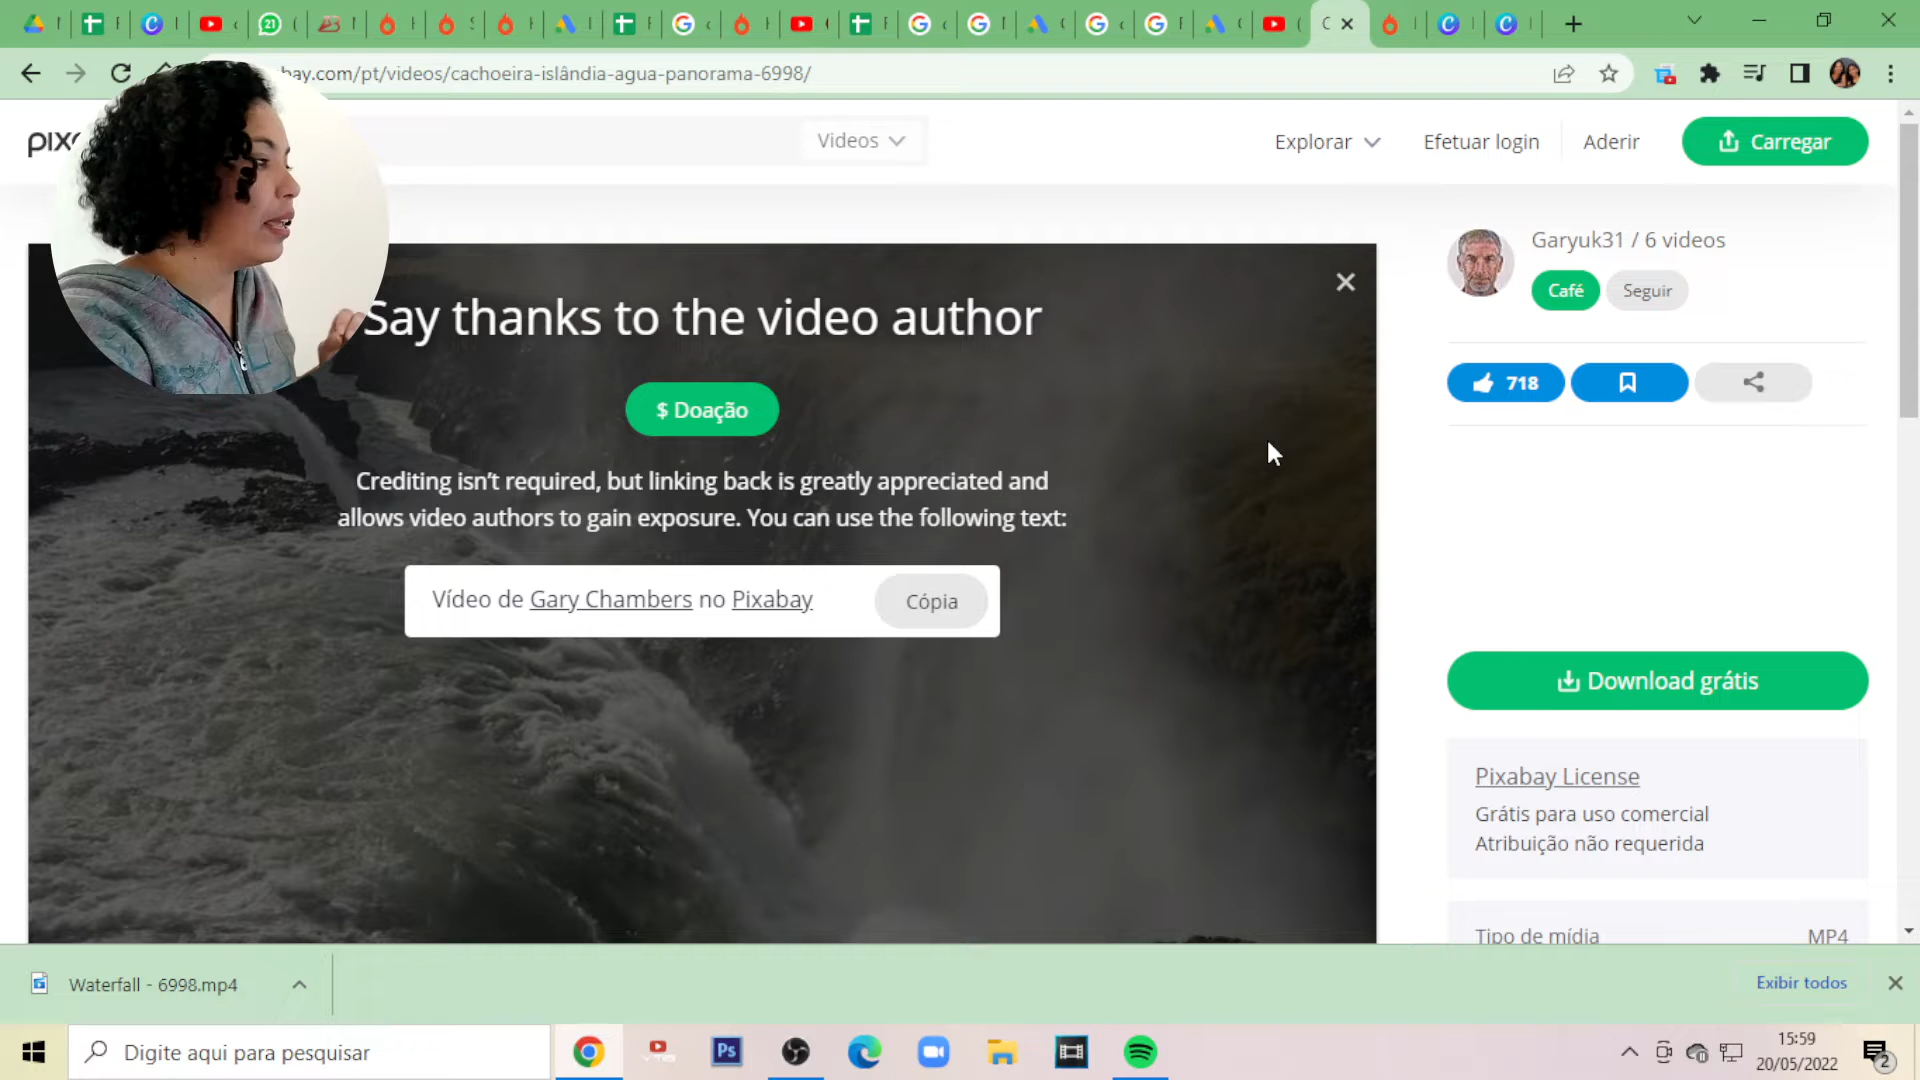 bay.com/pt/videos/cachoeira-islândia-agua-panorama-6998/
Videos
Explorar
Efetuar login
Aderir
Carregar
Say thanks to the video author
$ Doação
Crediting isn't required, but linking back is greatly appreciated and
allows video authors to gain exposure. You can use the following text:
Vídeo de Gary Chambers no Pixabay
Cópia
Garyuk31 / 6 videos
Café
Seguir
718
Download grátis
Pixabay License
Grátis para uso comercial
Atribuição não requerida
Tipo de mídia
MP4
Waterfall - 6998.mp4
Exibir todos
Digite aqui para pesquisar
Ps
15:59
20/05/2022
2